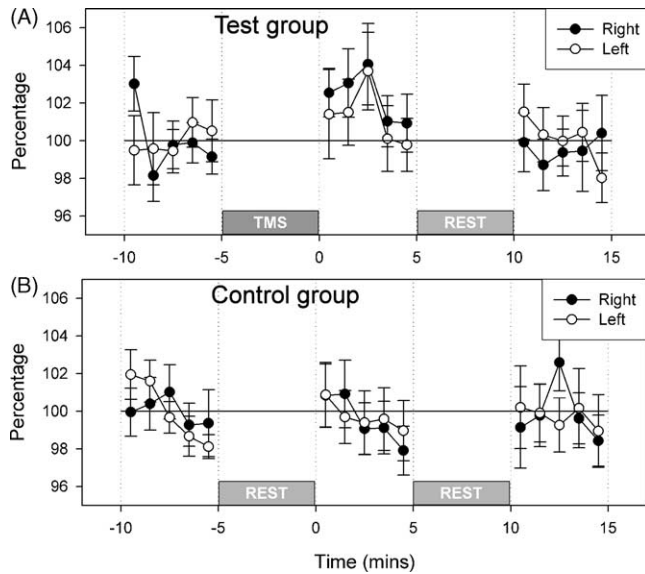 (A)
Test group
Right
Left
Percentage
106
104
102
100
98
96
TMS
REST
-10
-5
0
5
10
15
(B)
Control group
Right
Left
Percentage
106
104
102
100
98
96
REST
REST
-10
-5
0
5
10
15
Time (mins)